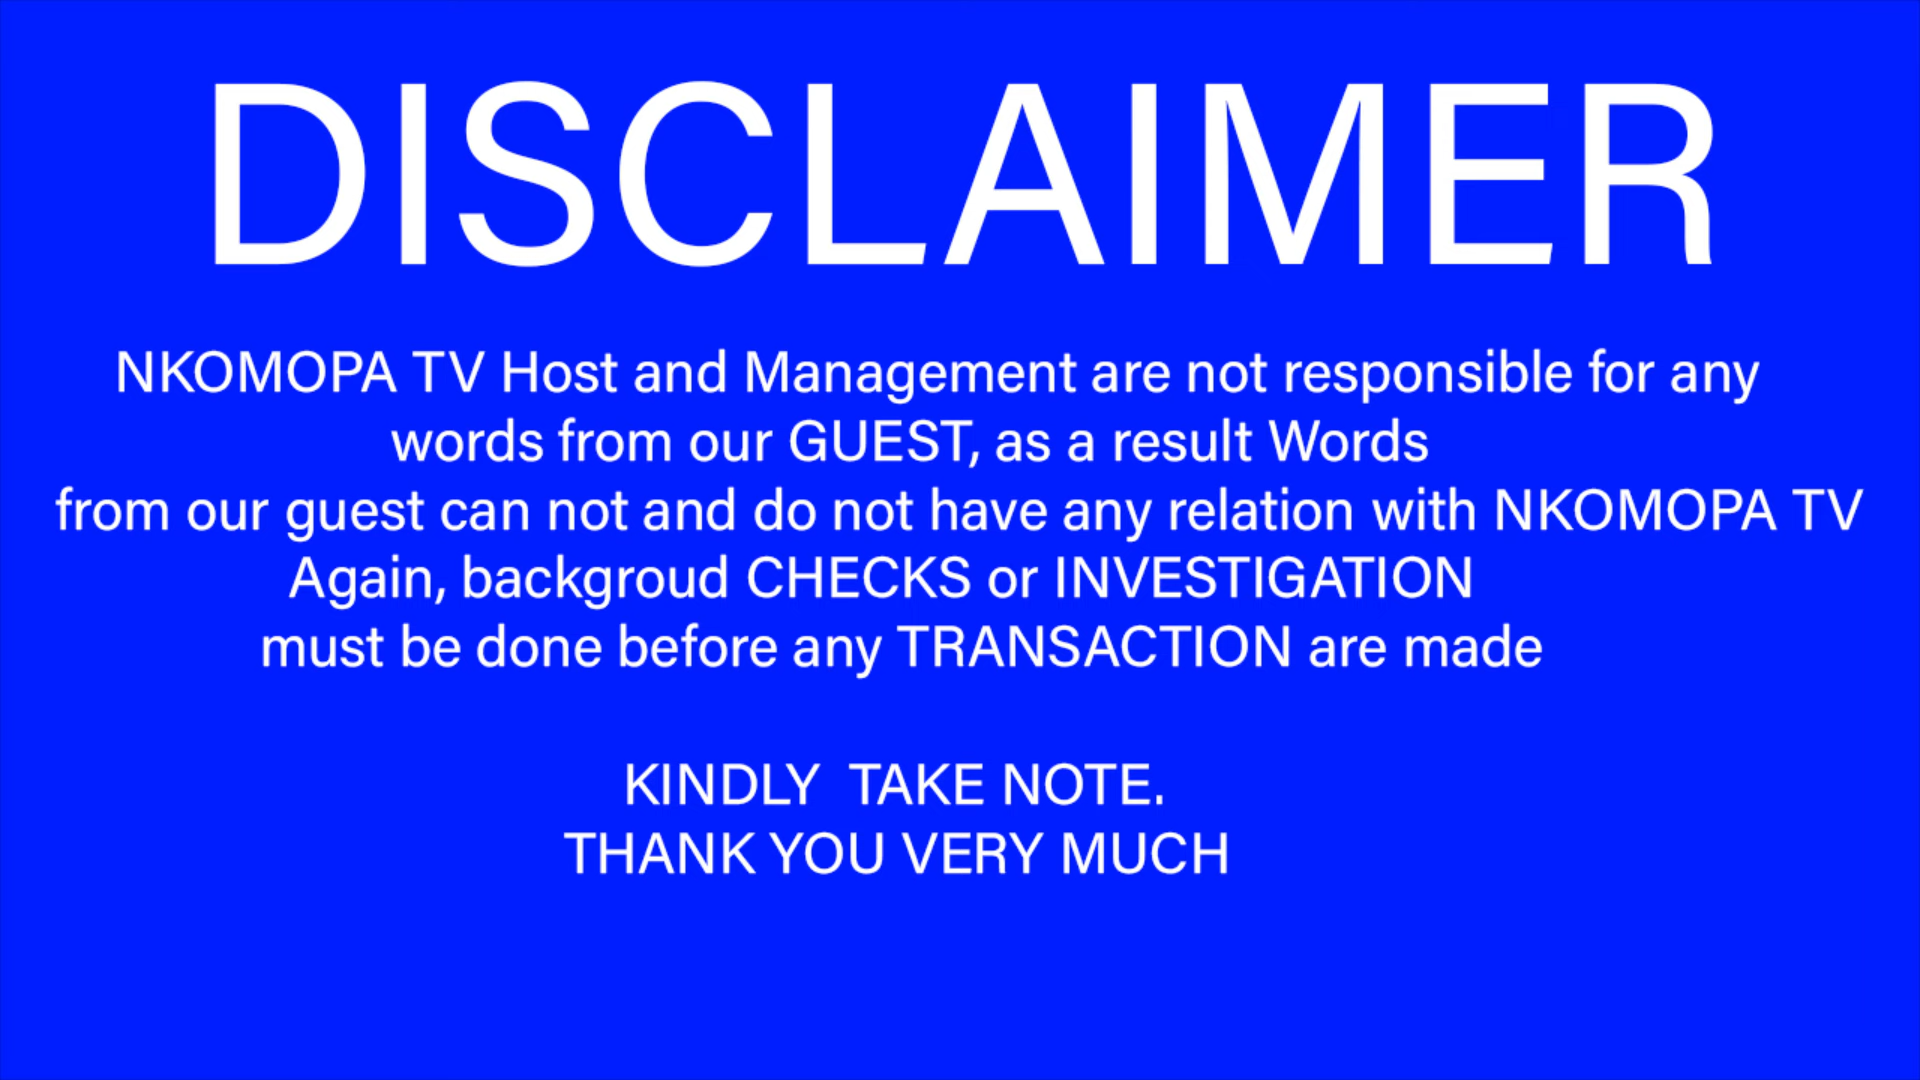 DISCLAIMER
NKOMOPA TV Host and Management are not responsible for any
words from our GUEST, as a result Words
from our guest can not and do not have any relation with NKOMOPA TV
Again, backgroud CHECKS or INVESTIGATION
must be done before any TRANSACTION are made
KINDLY  TAKE NOTE.
THANK YOU VERY MUCH